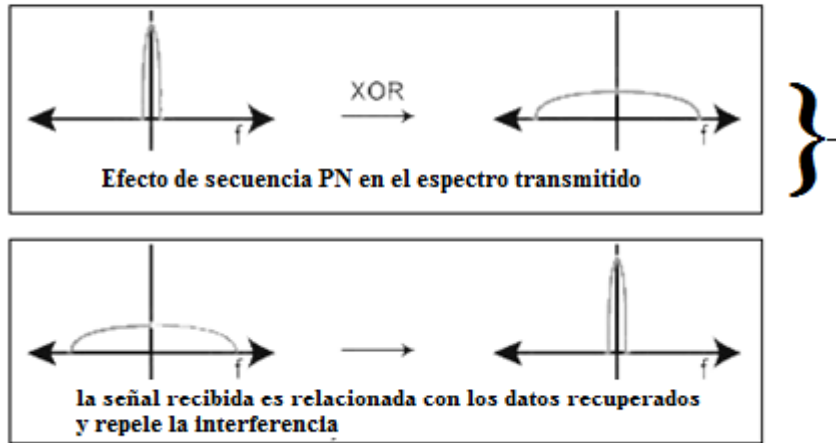 XOR
f
f
Efecto de secuencia PN en el espectro transmitido
f
f
la señal recibida es relacionada con los datos recuperados
y repele la interferencia